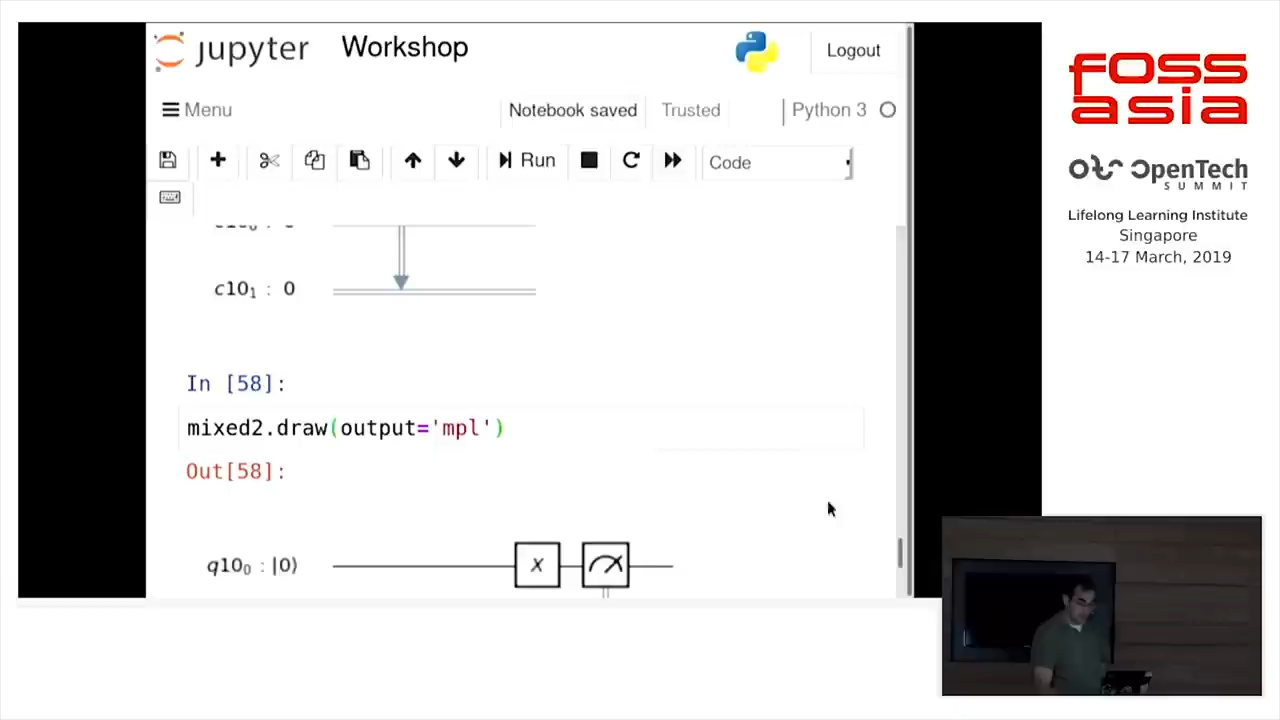 jupyter Workshop
Logout
Menu
Notebook saved
Trusted
Python 3
Run
Code
c10₁ : 0
In [58]:
mixed2.draw(output='mpl')
Out[58]:
q10₀ : |0⟩
X
FOSS
asia
OpenTech
SUMMIT
Lifelong Learning Institute
Singapore
14-17 March, 2019